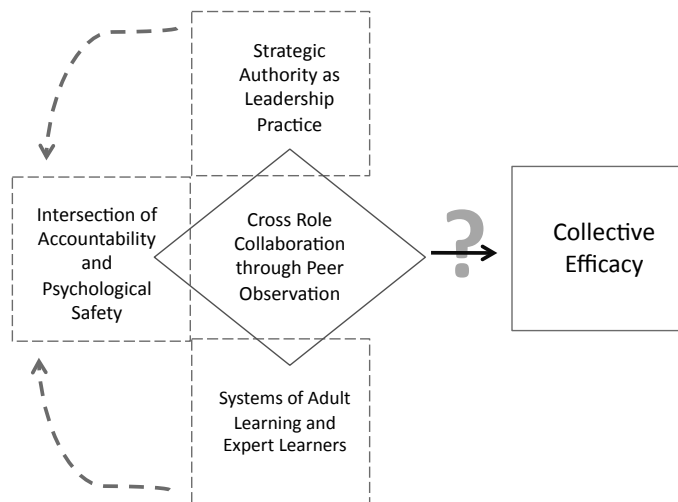 Strategic
Authority as
Leadership
Practice
Intersection of
Accountability
and
Psychological
Safety
Cross Role
Collaboration
through Peer
Observation
?
Collective
Efficacy
Systems of Adult
Learning and
Expert Learners